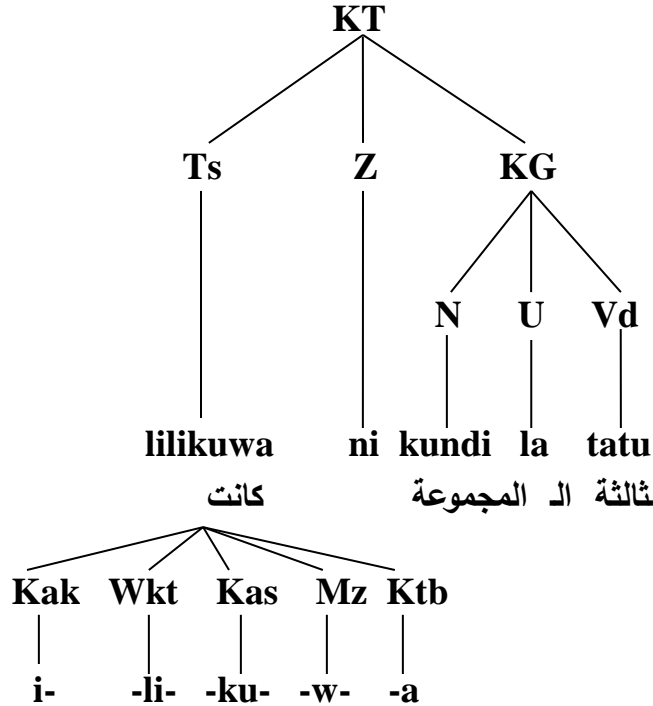 KT
Ts Z KG
N U Vd
lilikuwa ni kundi la tatu
كانت المجموعة الـ ثالثة
Kak Wkt Kas Mz Ktb
i- -li- -ku- -w- -a